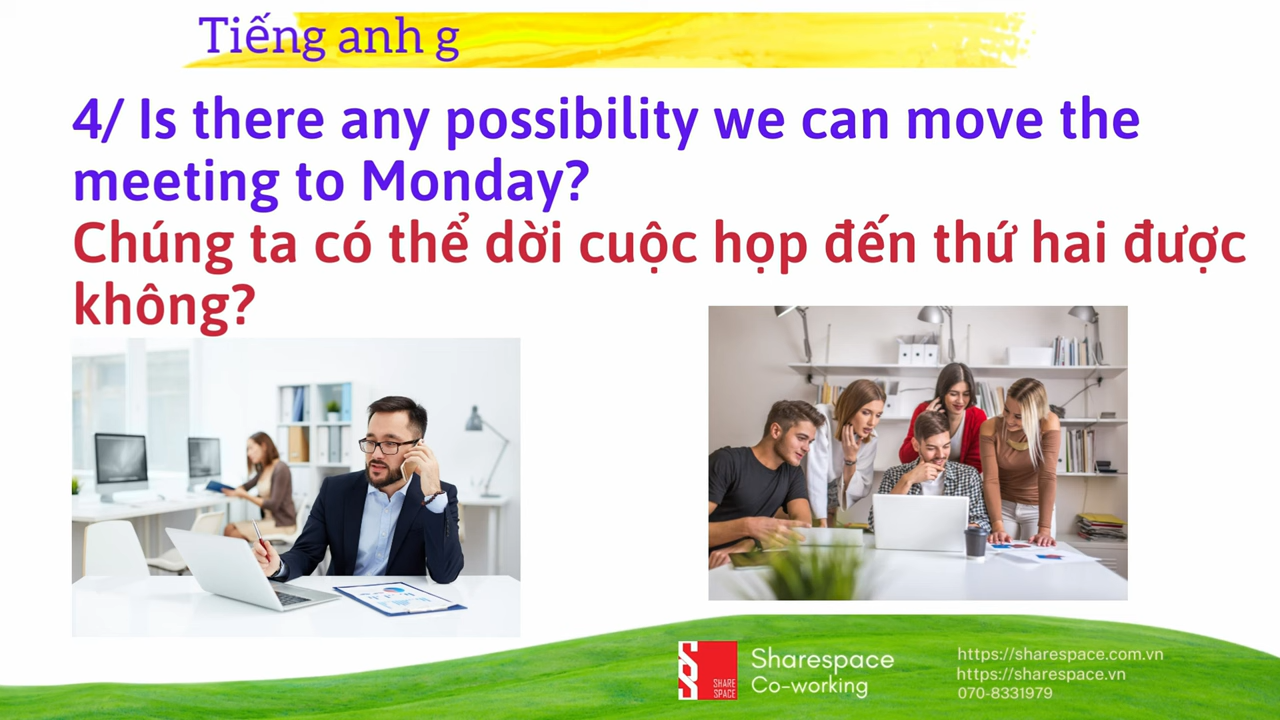 Tiếng anh g
4/ Is there any possibility we can move the
meeting to Monday?
Chúng ta có thể dời cuộc họp đến thứ hai được
không?
SHARE
SPACE
Sharespace
Co-working
https://sharespace.com.vn
https://sharespace.vn
070-8331979